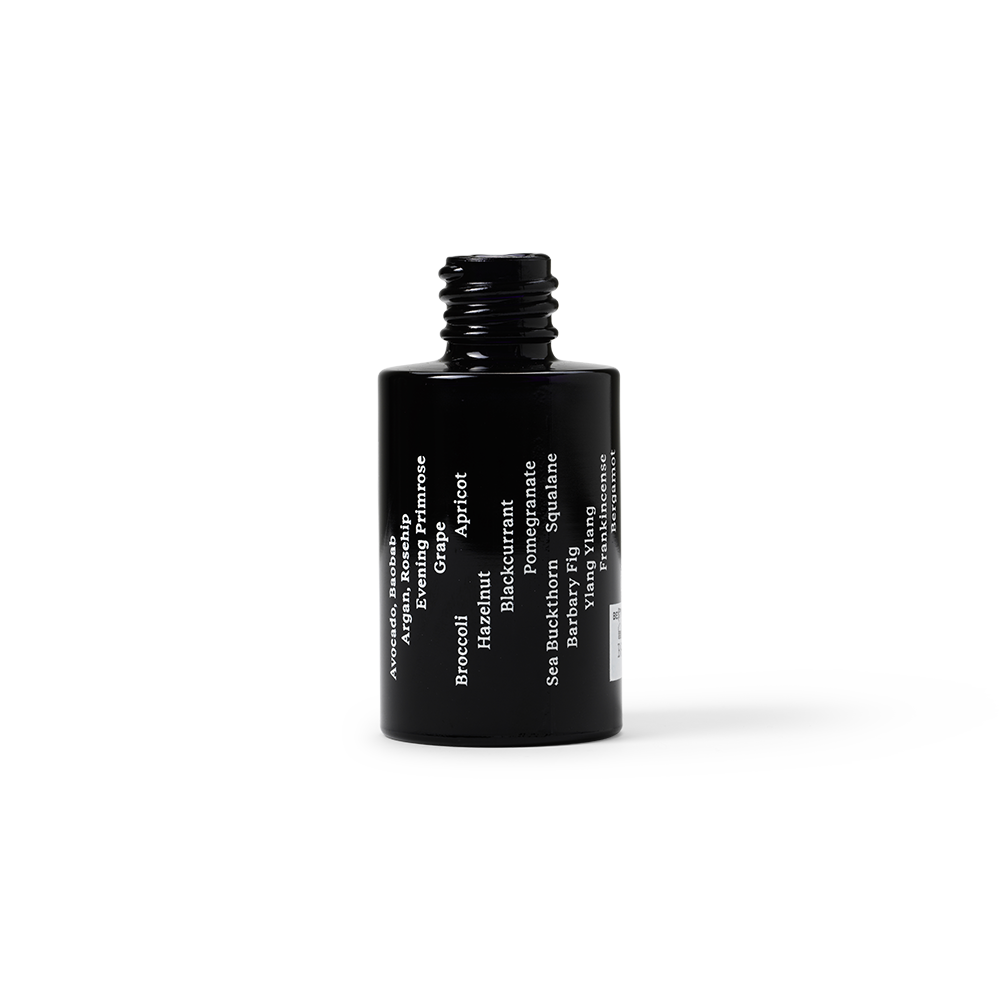 Avocado, Baobab
Argan, Rosehip
Evening Primrose
Grape
Broccoli Apricot
Hazelnut
Blackcurrant
Pomegranate
Sea Buckthorn Squalane
Barbary Fig
Ylang Ylang
Frankincense
Bergamot